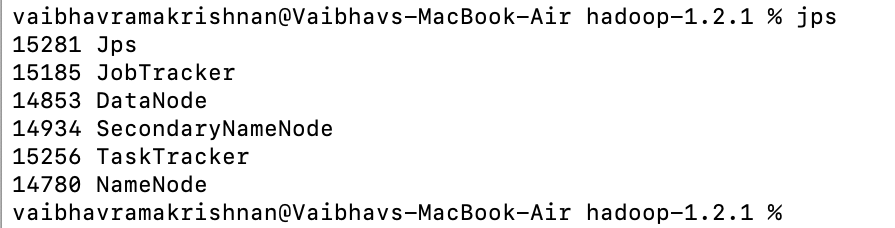 vaibhavramakrishnan@Vaibhavs-MacBook-Air hadoop-1.2.1 % jps
15281 Jps
15185 JobTracker
14853 DataNode
14934 SecondaryNameNode
15256 TaskTracker
14780 NameNode
vaibhavramakrishnan@Vaibhavs-MacBook-Air hadoop-1.2.1 %